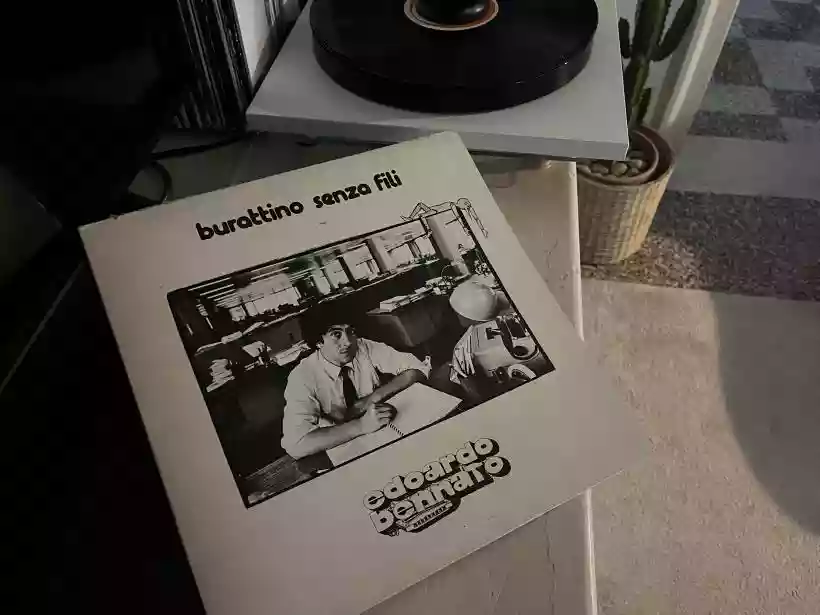 burattino senza fili
edoardo
bennato